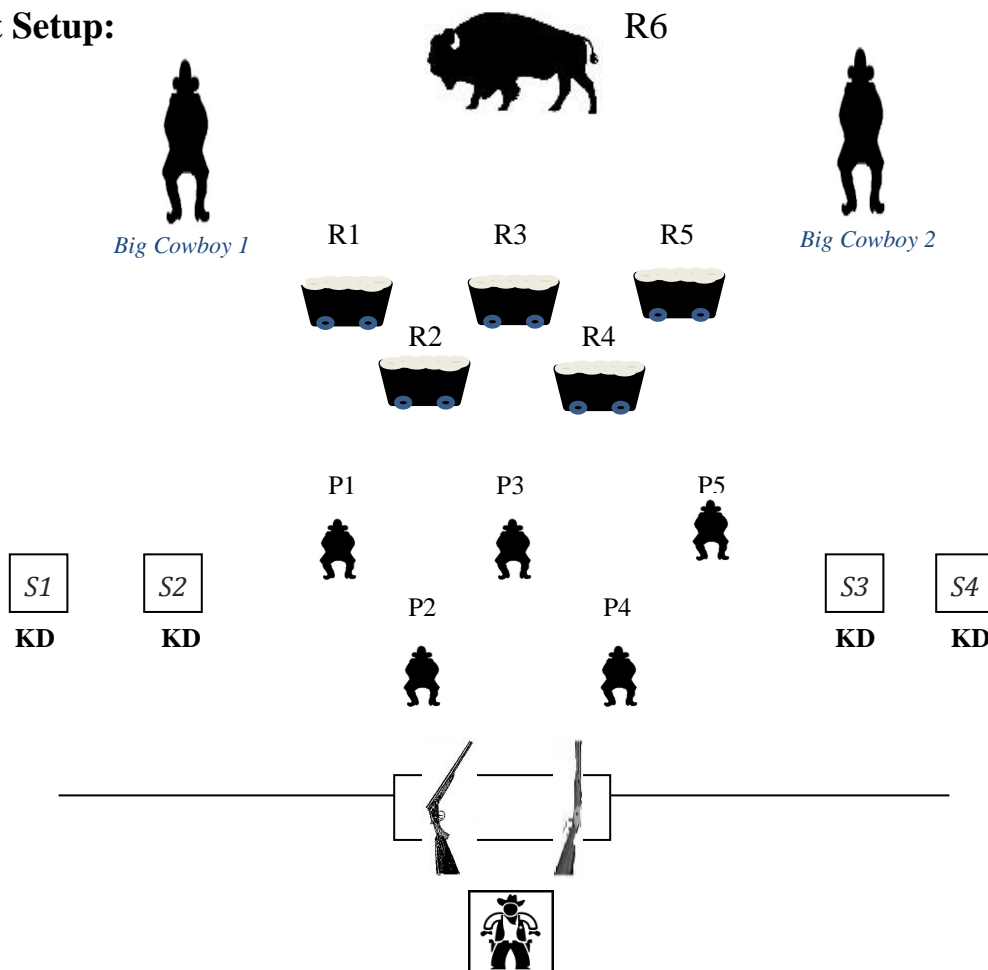 Setup:
R6
Big Cowboy 1
R1
R3
R5
Big Cowboy 2
R2
R4
P1
P3
P5
S1
S2
S3
S4
KD
KD
P2
P4
KD
KD